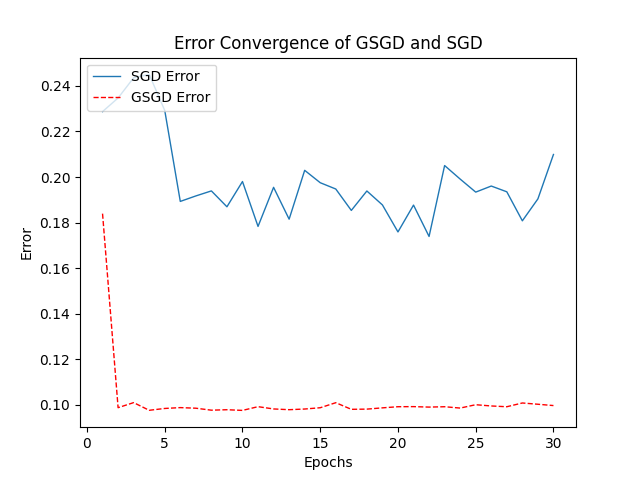 Error Convergence of GSGD and SGD
SGD Error
GSGD Error
0.24
0.22
0.20
0.18
0.16
0.14
0.12
0.10
Error
0 5 10 15 20 25 30
Epochs